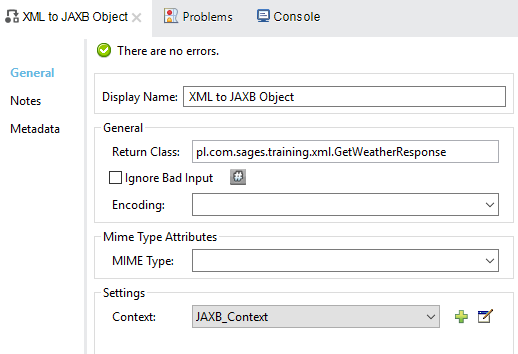 XML to JAXB Object Problems Console
There are no errors.
General
Notes
Metadata
Display Name: XML to JAXB Object
General
Return Class: pl.com.sages.training.xml.GetWeatherResponse
Ignore Bad Input #
Encoding:
Mime Type Attributes
MIME Type:
Settings
Context: JAXB_Context